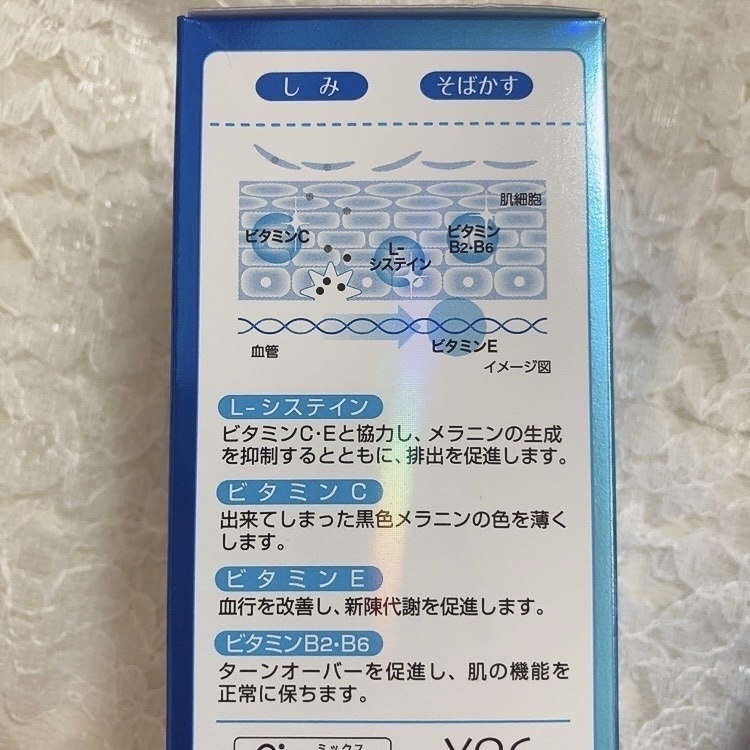 しみ
そばかす
肌細胞
ビタミンC
L-
システイン
ビタミン
B2・B6
血管
ビタミンE
イメージ図
L-システイン
ビタミンC・Eと協力し、メラニンの生成
を抑制するとともに、排出を促進します。
ビタミンC
出来てしまった黒色メラニンの色を薄く
します。
ビタミンE
血行を改善し、新陳代謝を促進します。
ビタミンB2・B6
ターンオーバーを促進し、肌の機能を
正常に保ちます。
ミックス